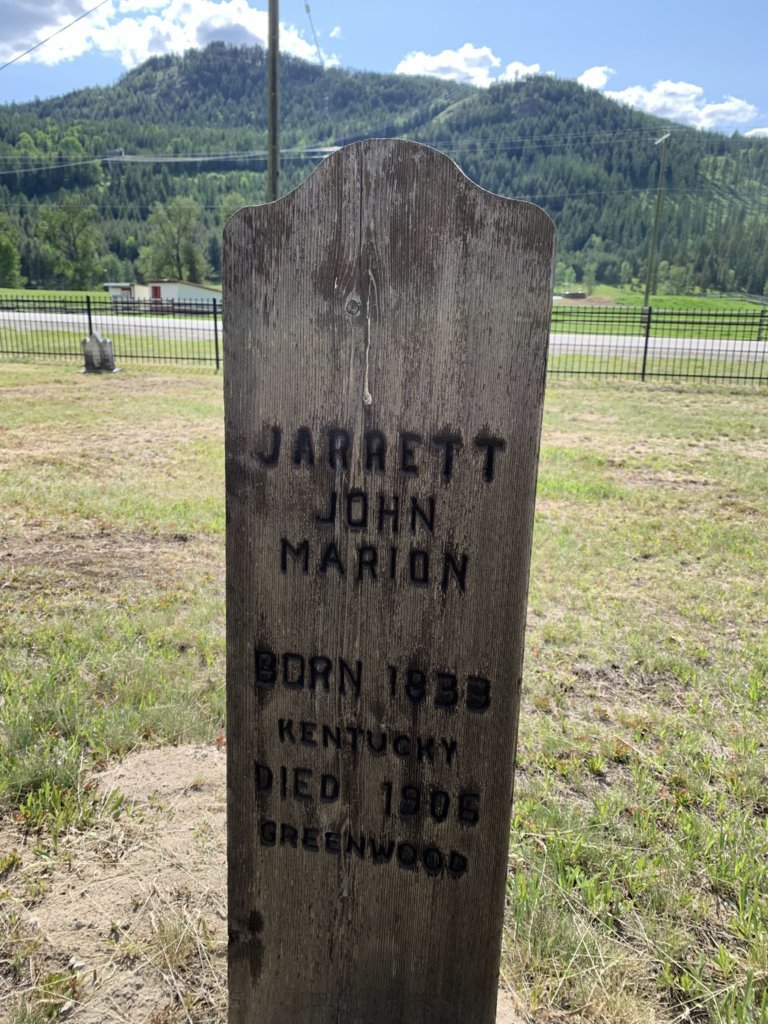 JARRETT
JOHN
MARION
BORN 1833
KENTUCKY
DIED 1906
GREENWOOD